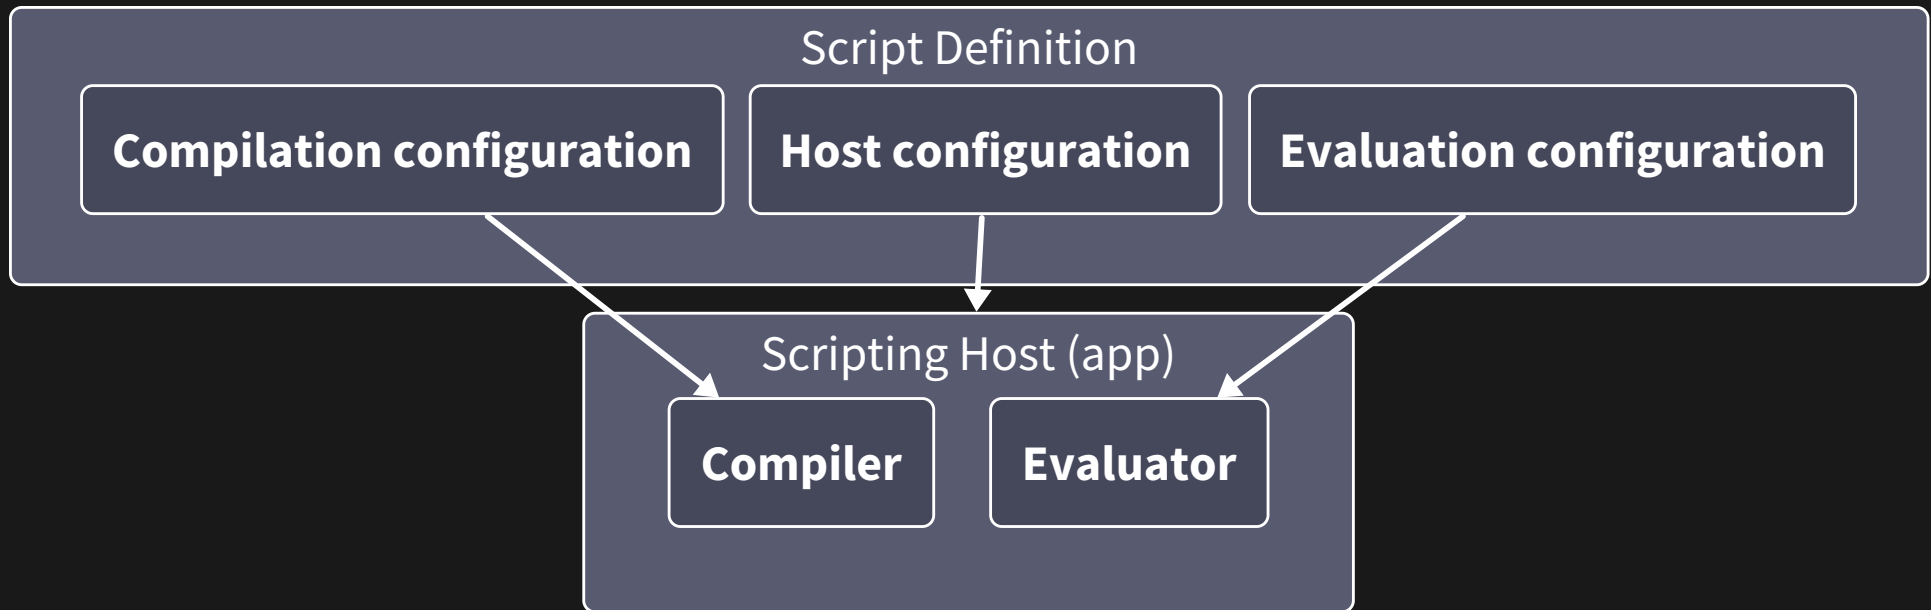 Script Definition
Compilation configuration
Host configuration
Evaluation configuration
Scripting Host (app)
Compiler
Evaluator